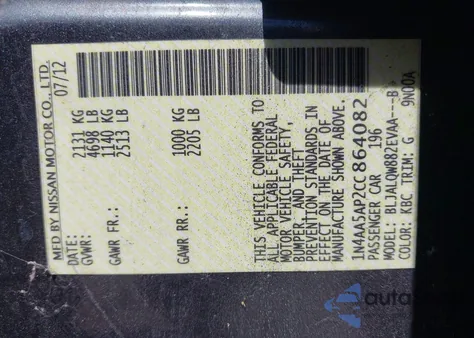 MFD BY NISSAN MOTOR CO., LTD.
DATE: 07/12
GVWR: 2131 KG
4698 LB
GAWR FR: 1140 KG
2513 LB
GAWR RR: 1000 KG
2205 LB
THIS VEHICLE CONFORMS TO
ALL APPLICABLE FEDERAL
MOTOR VEHICLE SAFETY,
BUMPER, AND THEFT
PREVENTION STANDARDS IN
EFFECT ON THE DATE OF
MANUFACTURE SHOWN ABOVE.
1N4AA5AP2CC864082
PASSENGER CAR 196
MODEL: BLJALQW882EVAA---B-
COLOR: KBC TRIM: G 9N00A